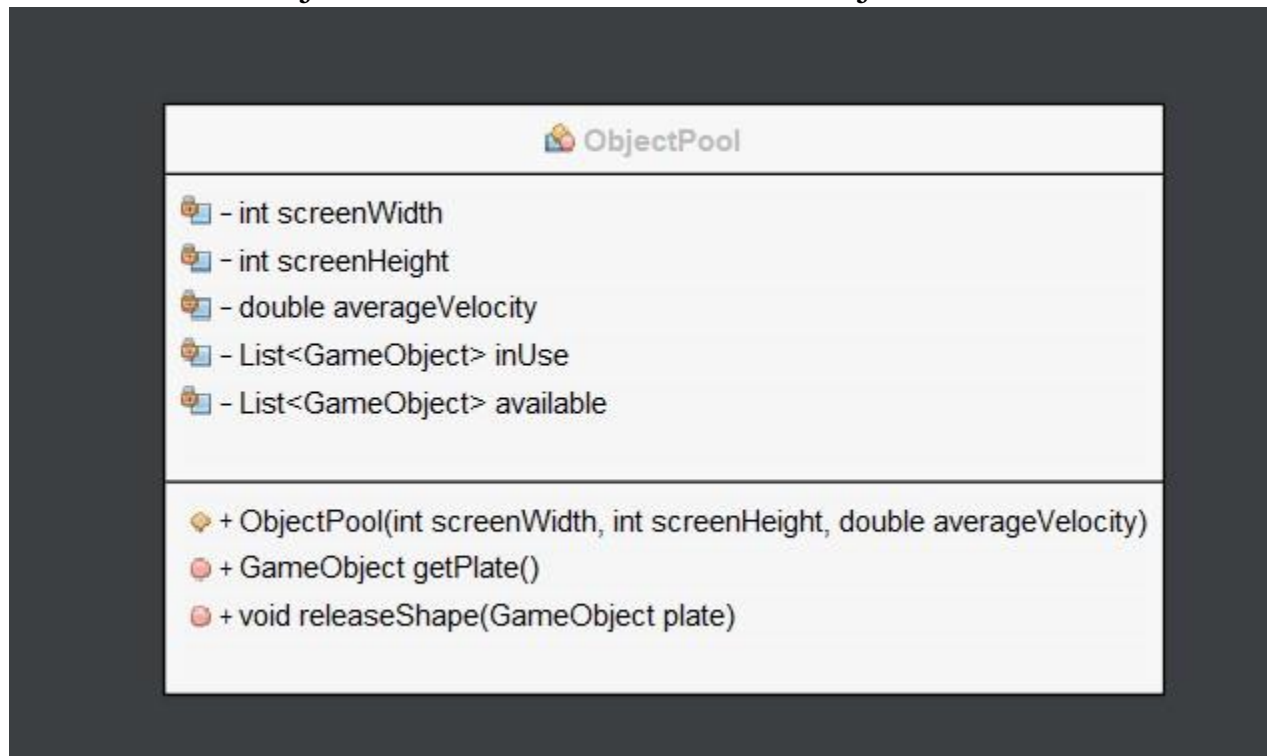 ObjectPool
- int screenWidth
- int screenHeight
- double averageVelocity
- List<GameObject> inUse
- List<GameObject> available
+ ObjectPool(int screenWidth, int screenHeight, double averageVelocity)
+ GameObject getPlate()
+ void releaseShape(GameObject plate)